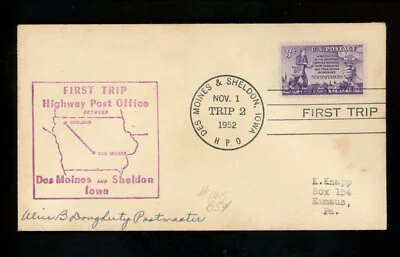 FIRST TRIP
Highway Post Office
BETWEEN
SHELDON
DES MOINES
Des Moines AND Sheldon
Iowa
DES MOINES & SHELDON, IOWA
NOV. 1
TRIP 2
1952
H P O
U.S. POSTAGE
3¢
NEWSPAPERBOYS
FIRST TRIP
E.Knapp
Box 154
Emmaus,
Pa.
Alice B Dougherty Postmaster